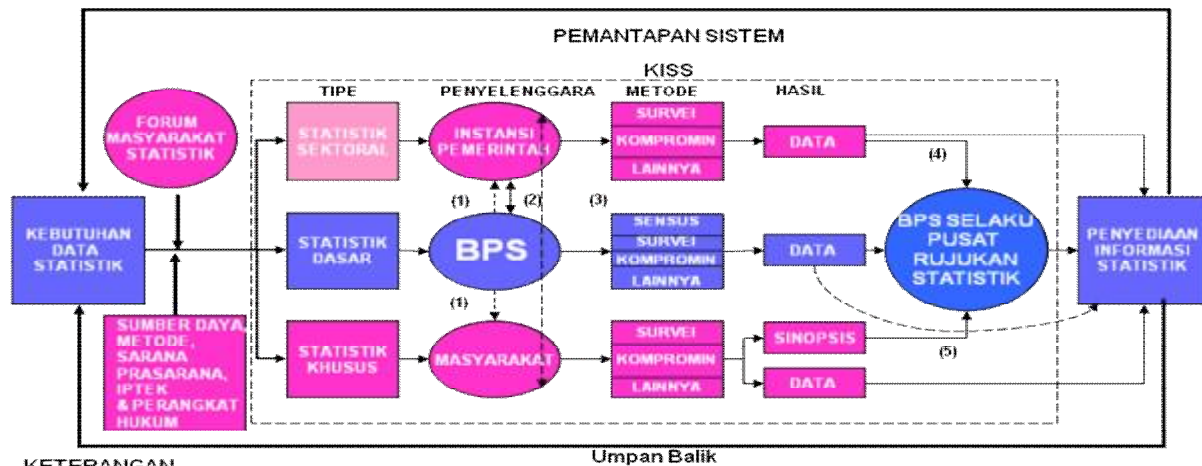 PEMANTAPAN SISTEM
KISS
TIPE
PENYELENGGARA
METODE
HASIL
FORUM
MASYARAKAT
STATISTIK
KEBUTUHAN
DATA
STATISTIK
SUMBER DAYA,
METODE,
SARANA
PRASARANA,
IPTEK
& PERANGKAT
HUKUM
STATISTIK
SEKTORAL
INSTANSI
PEMERINTAH
SURVEI
KOMPROMIN
LAINNYA
DATA
(4)
(1)
(2)
(3)
STATISTIK
DASAR
BPS
SENSUS
SURVEI
KOMPROMIN
LAINNYA
DATA
BPS SELAKU
PUSAT
RUJUKAN
STATISTIK
PENYEDIAAN
INFORMASI
STATISTIK
(1)
STATISTIK
KHUSUS
MASYARAKAT
SURVEI
KOMPROMIN
LAINNYA
SINOPSIS
DATA
(5)
Umpan Balik
KETERANGAN